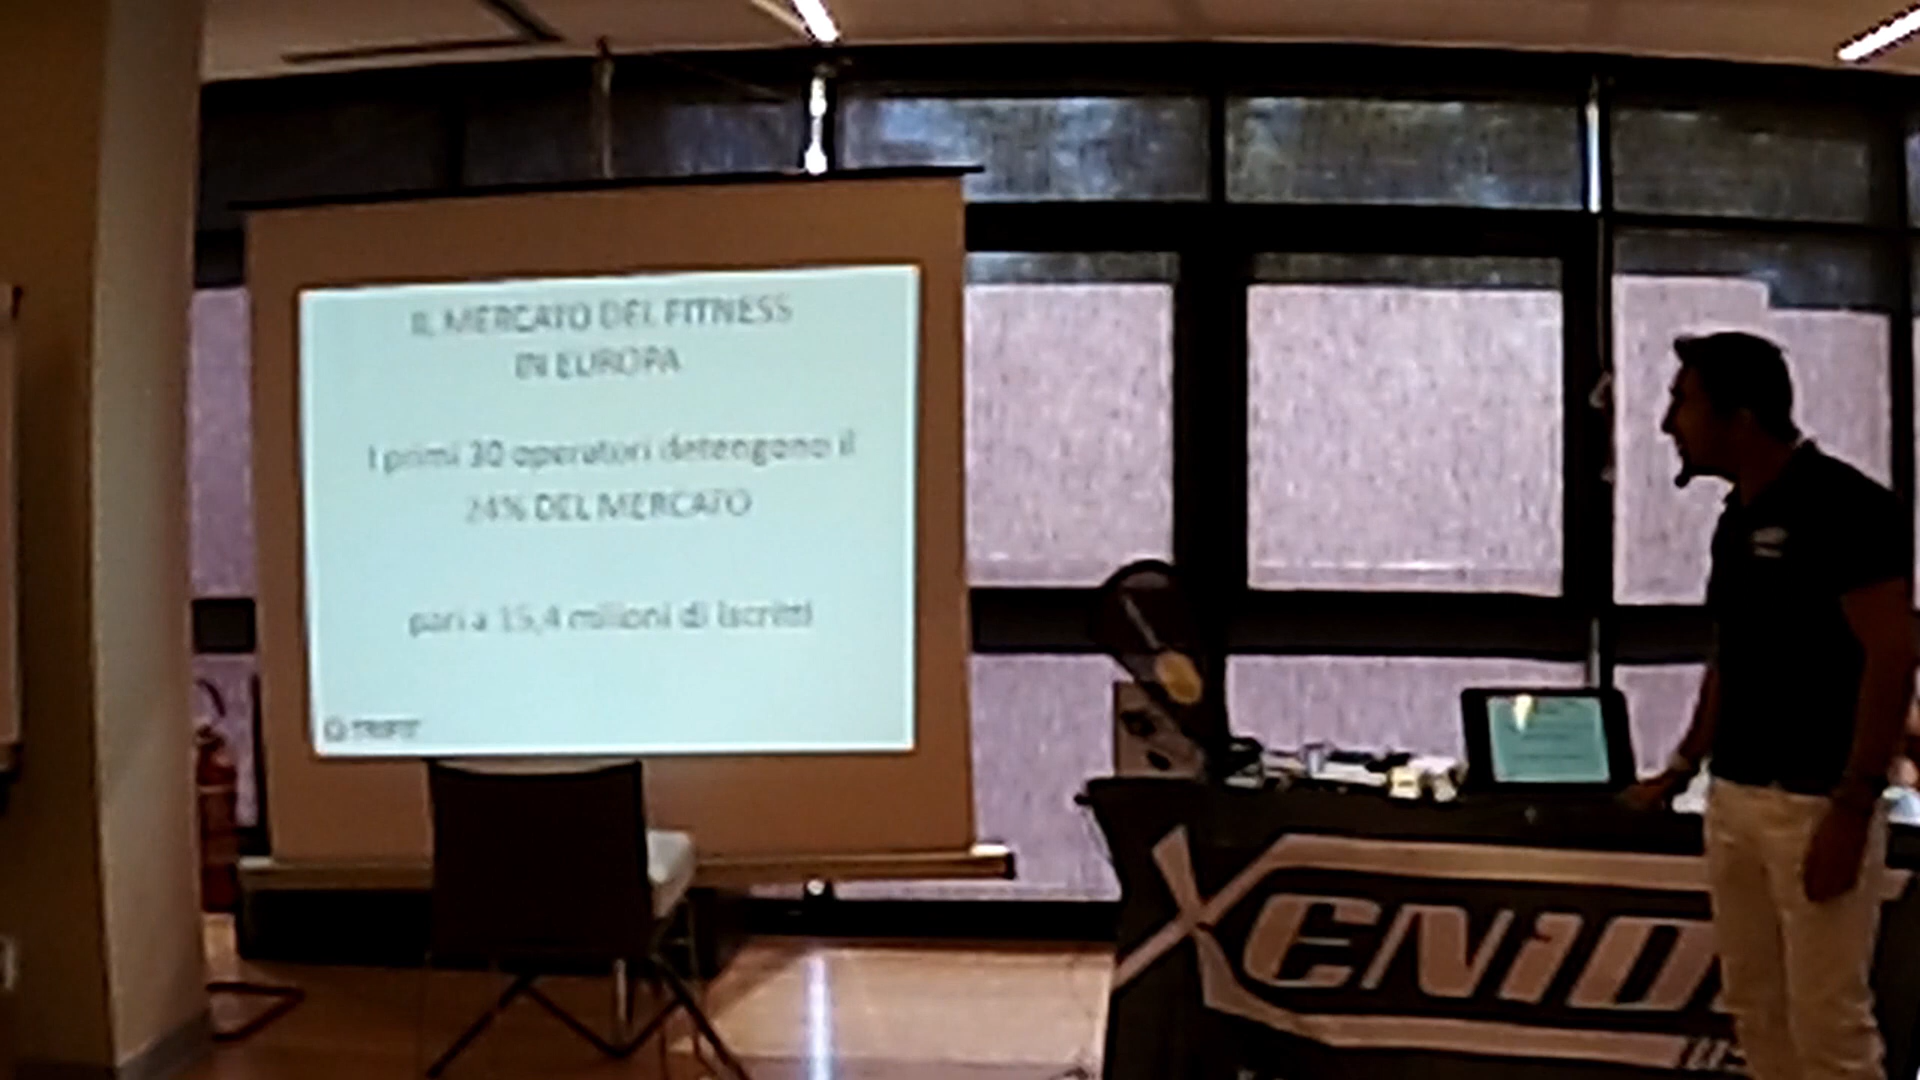 IL MERCATO DEL FITNESS
IN EUROPA
I primi 30 operatori detengono il
24% DEL MERCATO
pari a 15,4 milioni di iscritti
XENIOS